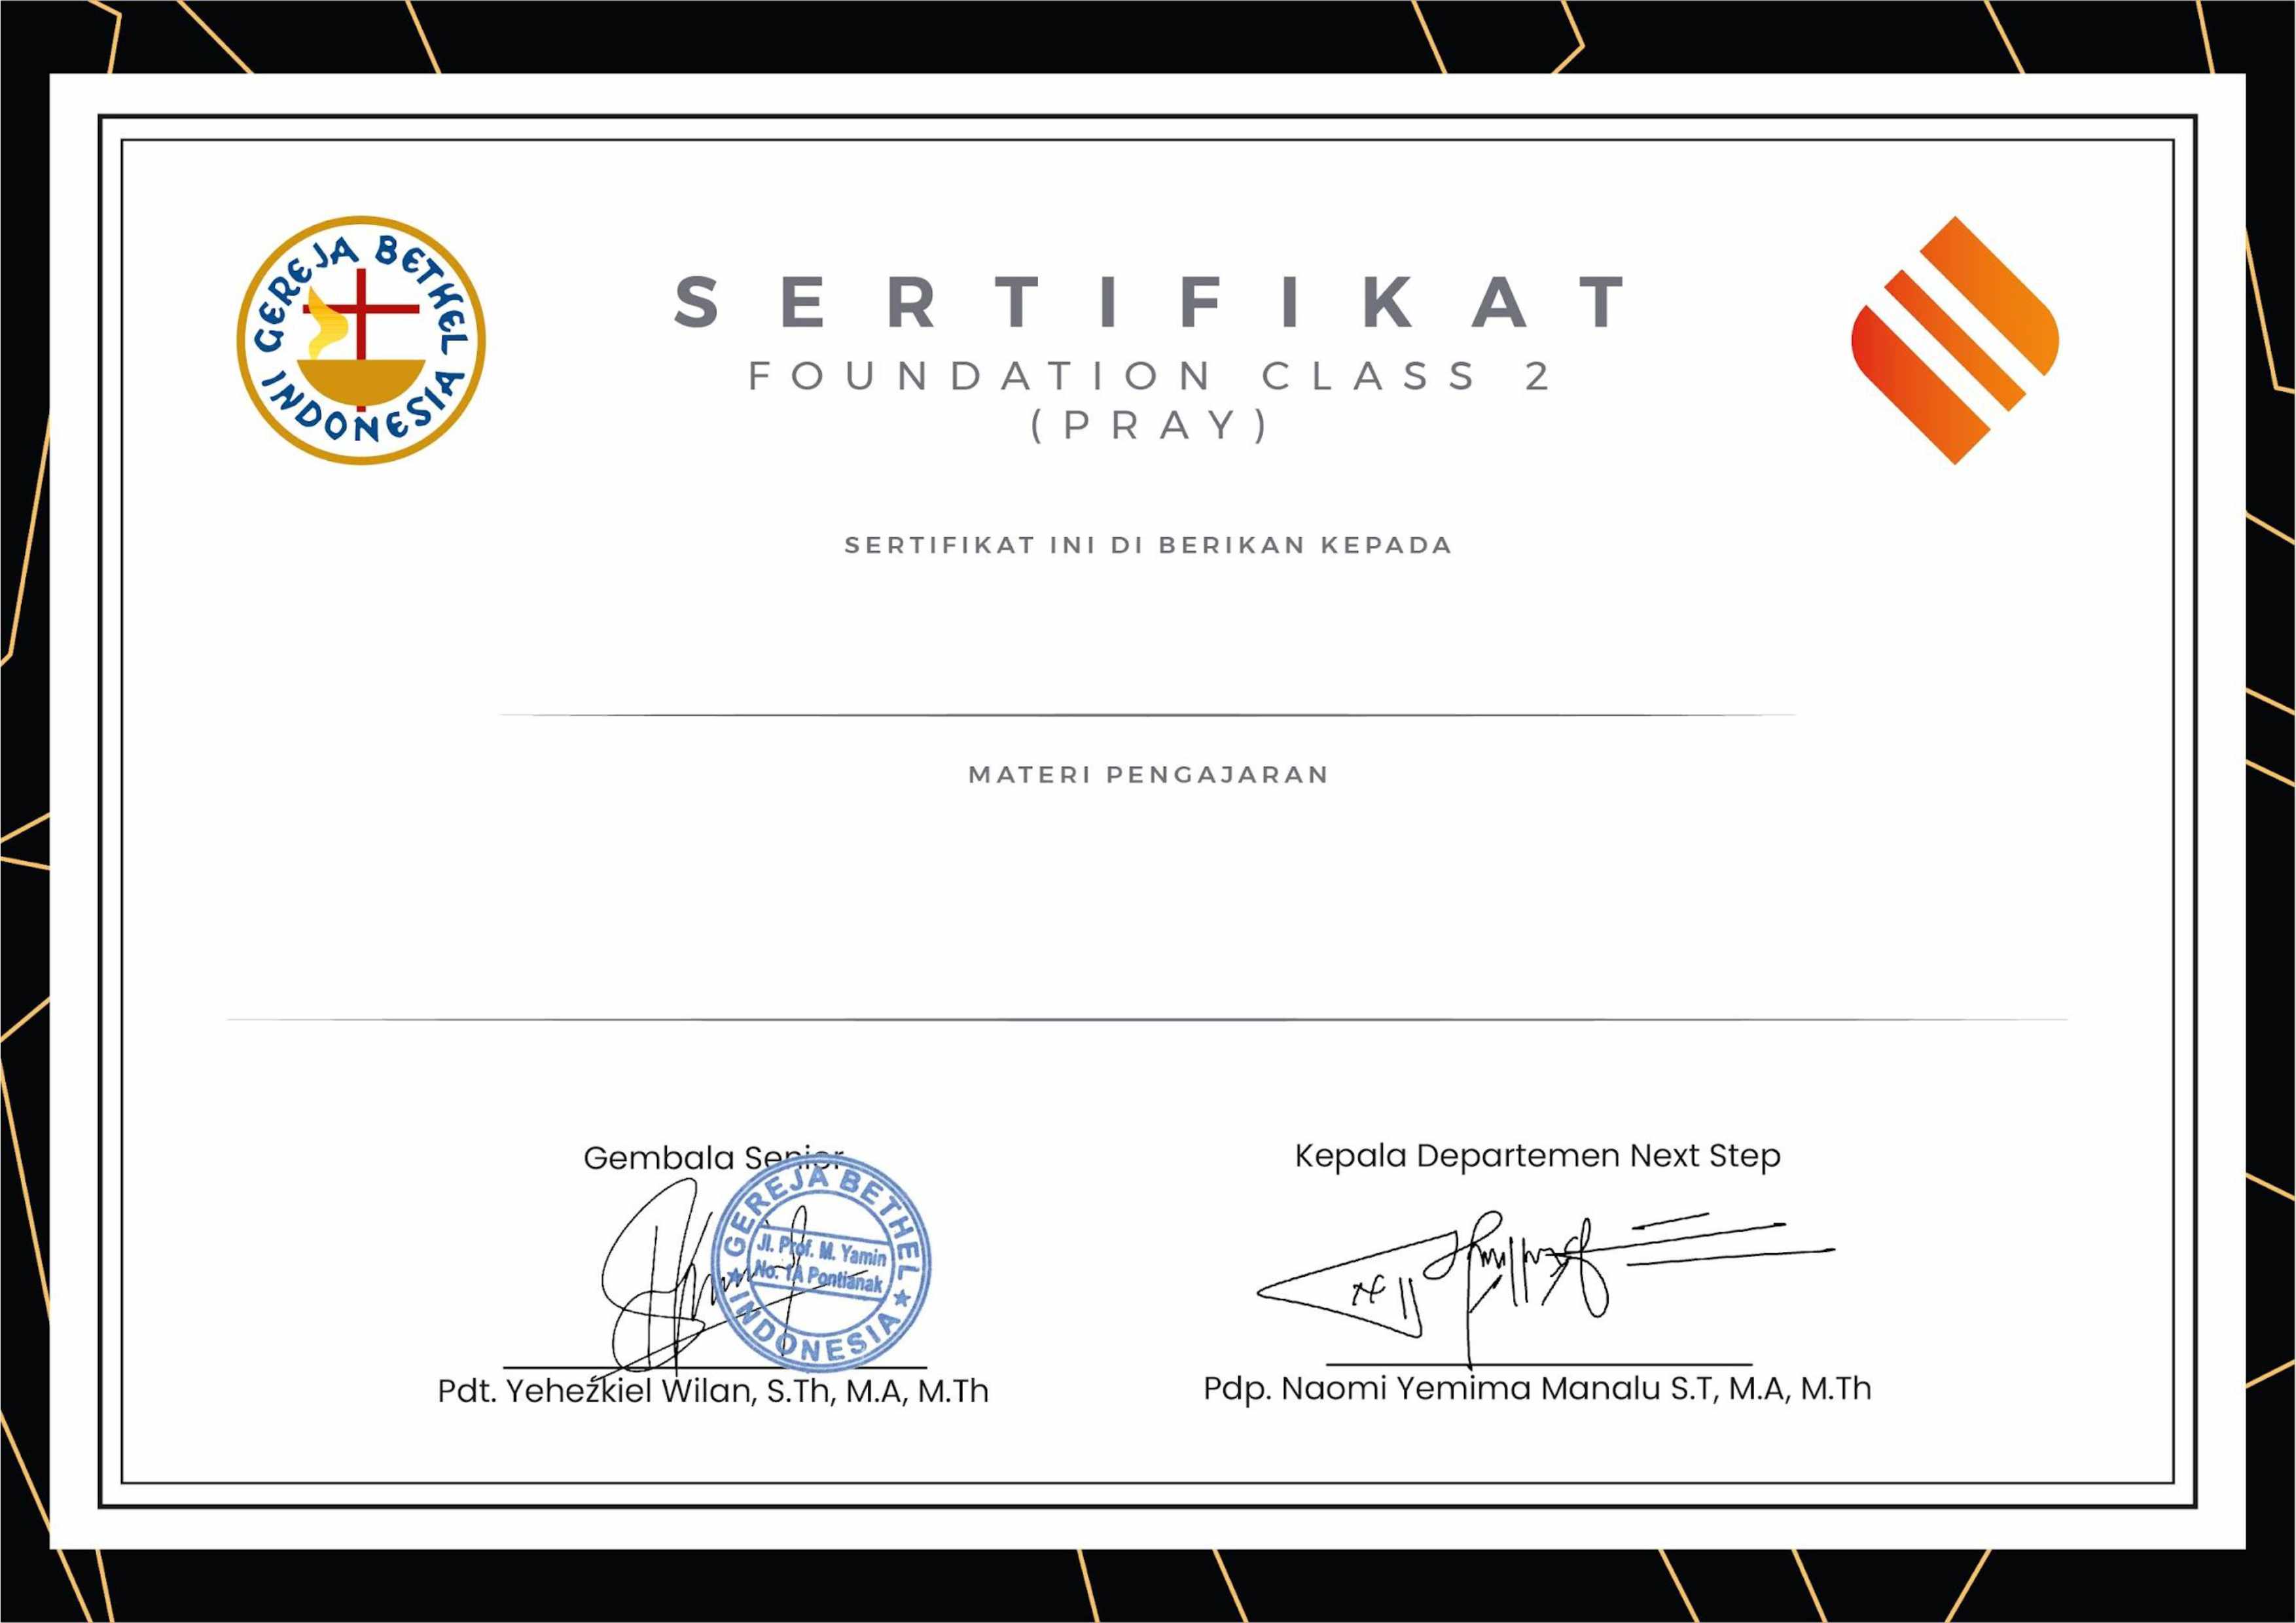 GEREJA BETHEL INDONESIA
SERTIFIKAT
FOUNDATION CLASS 2
(PRAY)
SERTIFIKAT INI DI BERIKAN KEPADA
MATERI PENGAJARAN
Gembala Senior
GEREJA BETHEL
Jl. Prof. M. Yamin
No. 1A Pontianak
INDONESIA
Pdt. Yehezkiel Wilan, S.Th, M.A, M.Th
Kepala Departemen Next Step
Pdp. Naomi Yemima Manalu S.T, M.A, M.Th